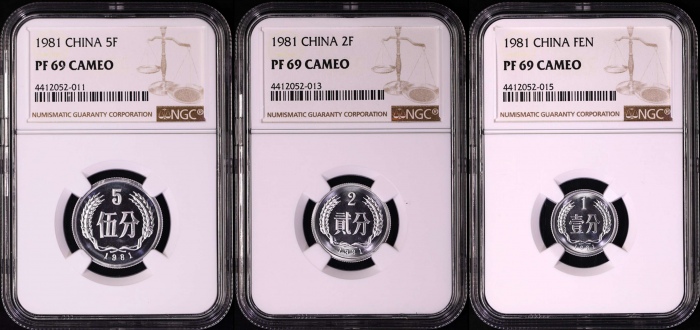 1981 CHINA 5F
PF 69 CAMEO
4412052-011
NUMISMATIC GUARANTY CORPORATION
NGC®
5
伍分
1981
1981 CHINA 2F
PF 69 CAMEO
4412052-013
NUMISMATIC GUARANTY CORPORATION
NGC®
2
貳分
1981
1981 CHINA FEN
PF 69 CAMEO
4412052-015
NUMISMATIC GUARANTY CORPORATION
NGC®
1
壹分